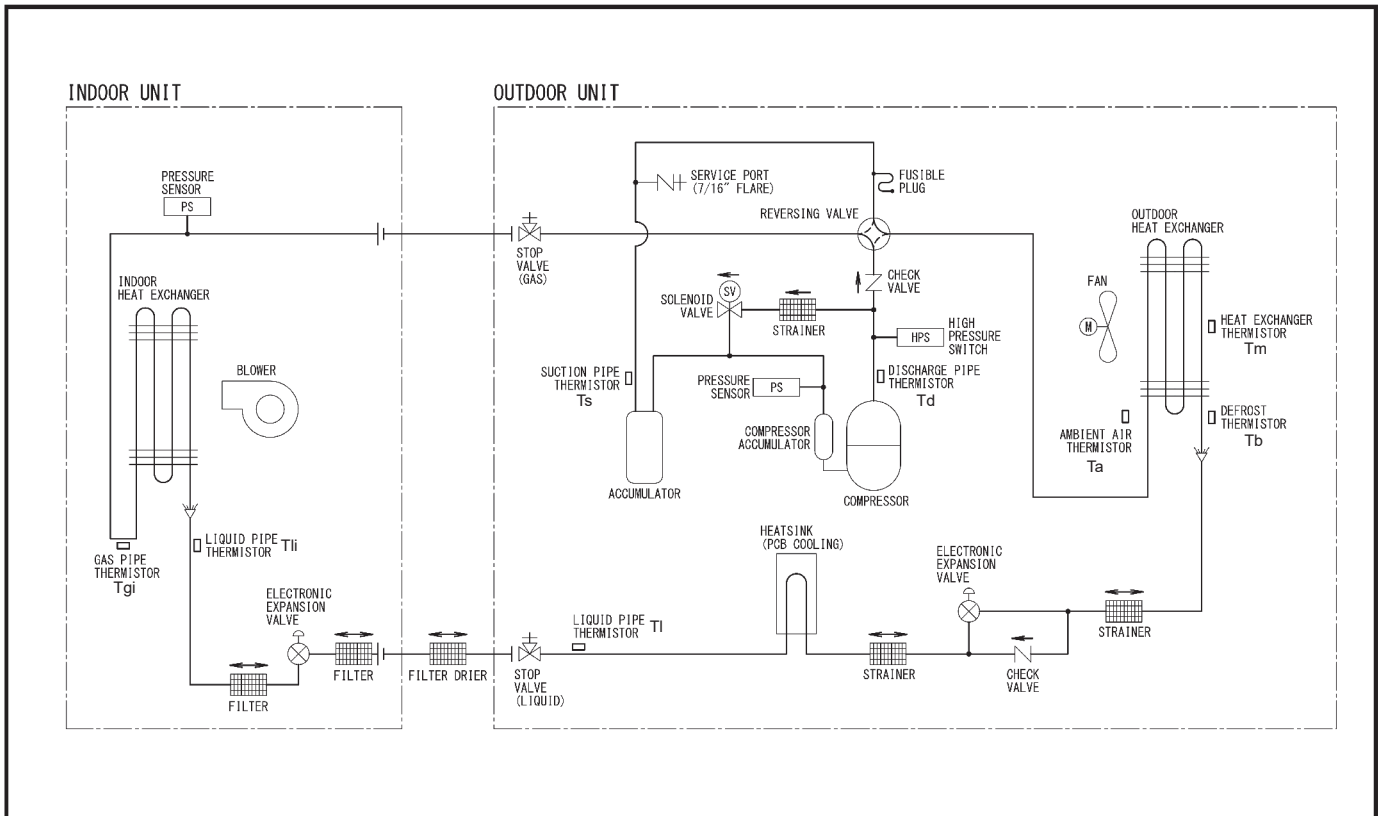 INDOOR UNIT
OUTDOOR UNIT
PRESSURE
SENSOR
PS
SERVICE PORT
(7/16" FLARE)
FUSIBLE
PLUG
REVERSING VALVE
OUTDOOR
HEAT EXCHANGER
STOP
VALVE
(GAS)
INDOOR
HEAT EXCHANGER
SV
SOLENOID
VALVE
STRAINER
CHECK
VALVE
FAN
M
HEAT EXCHANGER
THERMISTOR
Tm
HPS
HIGH
PRESSURE
SWITCH
BLOWER
SUCTION PIPE
THERMISTOR
Ts
PRESSURE
SENSOR
PS
DISCHARGE PIPE
THERMISTOR
Td
DEFROST
THERMISTOR
Tb
AMBIENT AIR
THERMISTOR
Ta
COMPRESSOR
ACCUMULATOR
ACCUMULATOR
COMPRESSOR
LIQUID PIPE
THERMISTOR Tli
GAS PIPE
THERMISTOR
Tgi
HEATSINK
(PCB COOLING)
ELECTRONIC
EXPANSION
VALVE
ELECTRONIC
EXPANSION
VALVE
LIQUID PIPE
THERMISTOR Tl
STRAINER
FILTER
FILTER
FILTER DRIER
STOP
VALVE
(LIQUID)
STRAINER
CHECK
VALVE